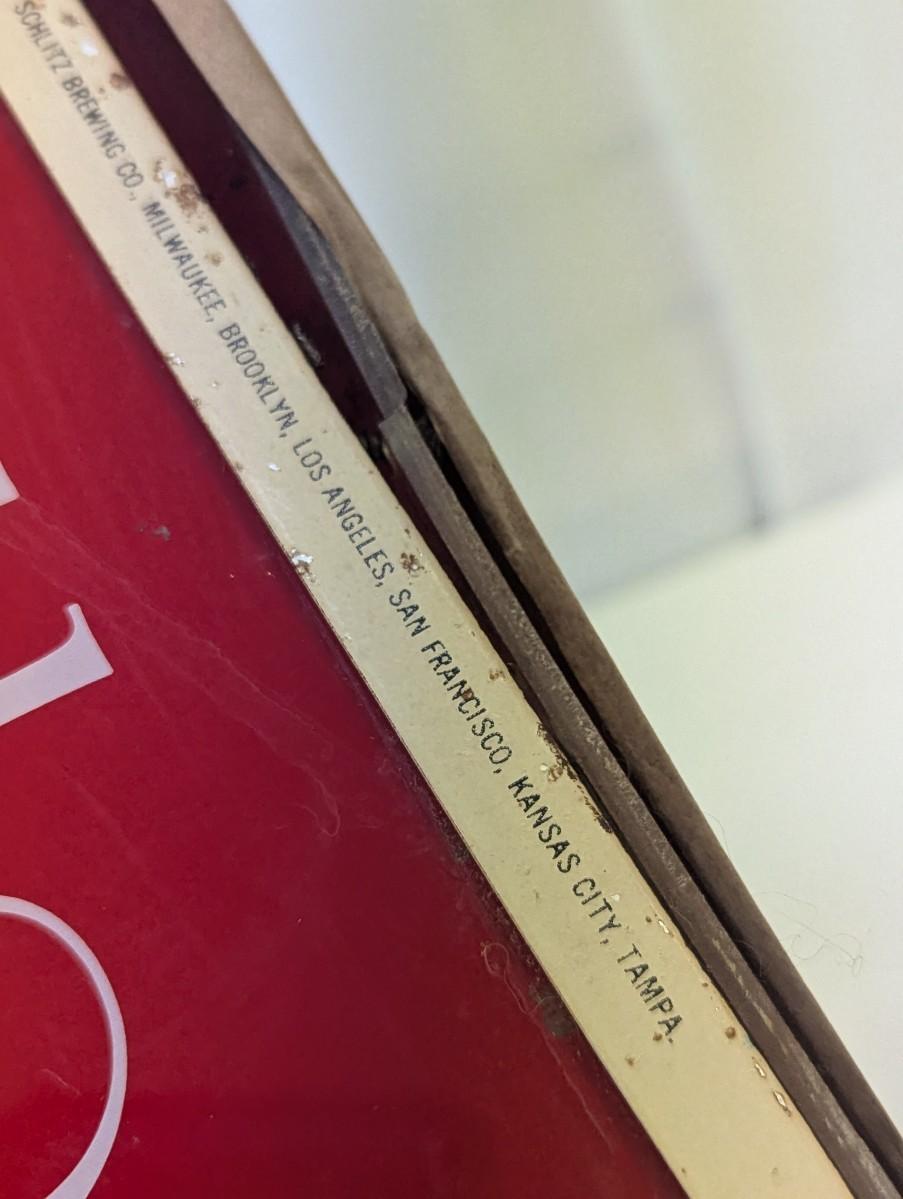 SCHLITZ BREWING CO., MILWAUKEE, BROOKLYN, LOS ANGELES, SAN FRANCISCO, KANSAS CITY, TAMPA.